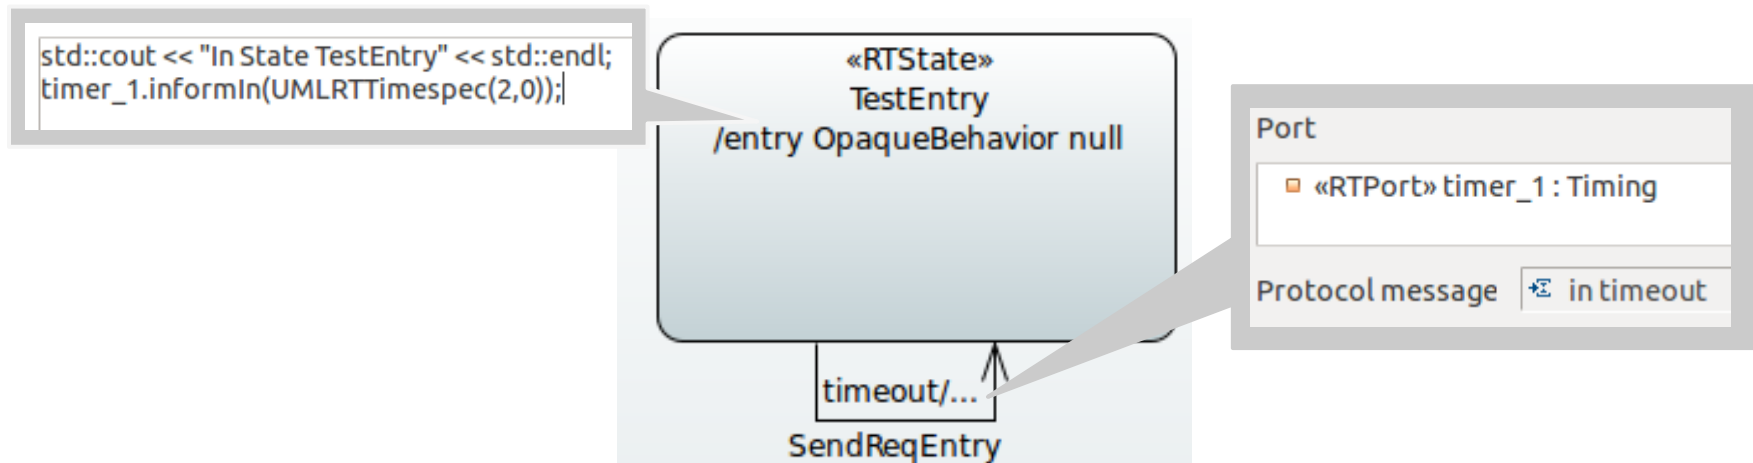 std::cout << "In State TestEntry" << std::endl;
timer_1.informIn(UMLRTTimespec(2,0));
«RTState»
TestEntry
/entry OpaqueBehavior null
Port
«RTPort» timer_1 : Timing
Protocol message in timeout
timeout/...
SendReqEntry